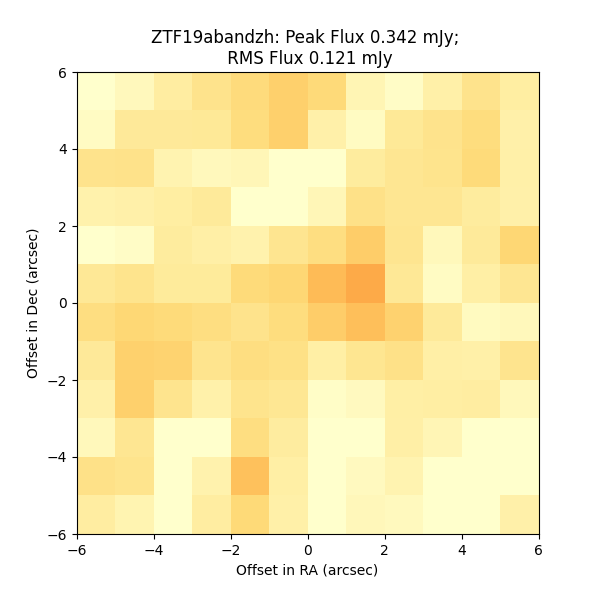 ZTF19abandzh: Peak Flux 0.342 mJy;
RMS Flux 0.121 mJy
6
4
2
0
−2
−4
−6
Offset in Dec (arcsec)
−6 −4 −2 0 2 4 6
Offset in RA (arcsec)